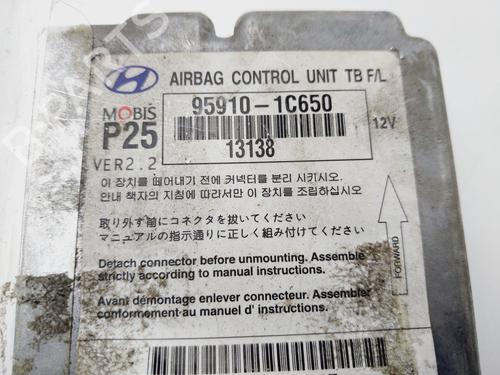 AIRBAG CONTROL UNIT TB F/L
MOBIS
95910-1C650
P25
13138
12V
VER2.2
이 장치를 떼어내기 전에 커넥터를 분리 시키시오.
안내 책자의 지침에 따라서만 이 장치를 조립하십시오
取り外す前にコネクタを抜いてください
マニュアルの指示通りに正しく組み付けてください
FORWARD
Detach connector before unmounting. Assemble
strictly according to manual instructions.
Avant démontage enlever connecteur. Assembler
conformement au manuel d' instructions.